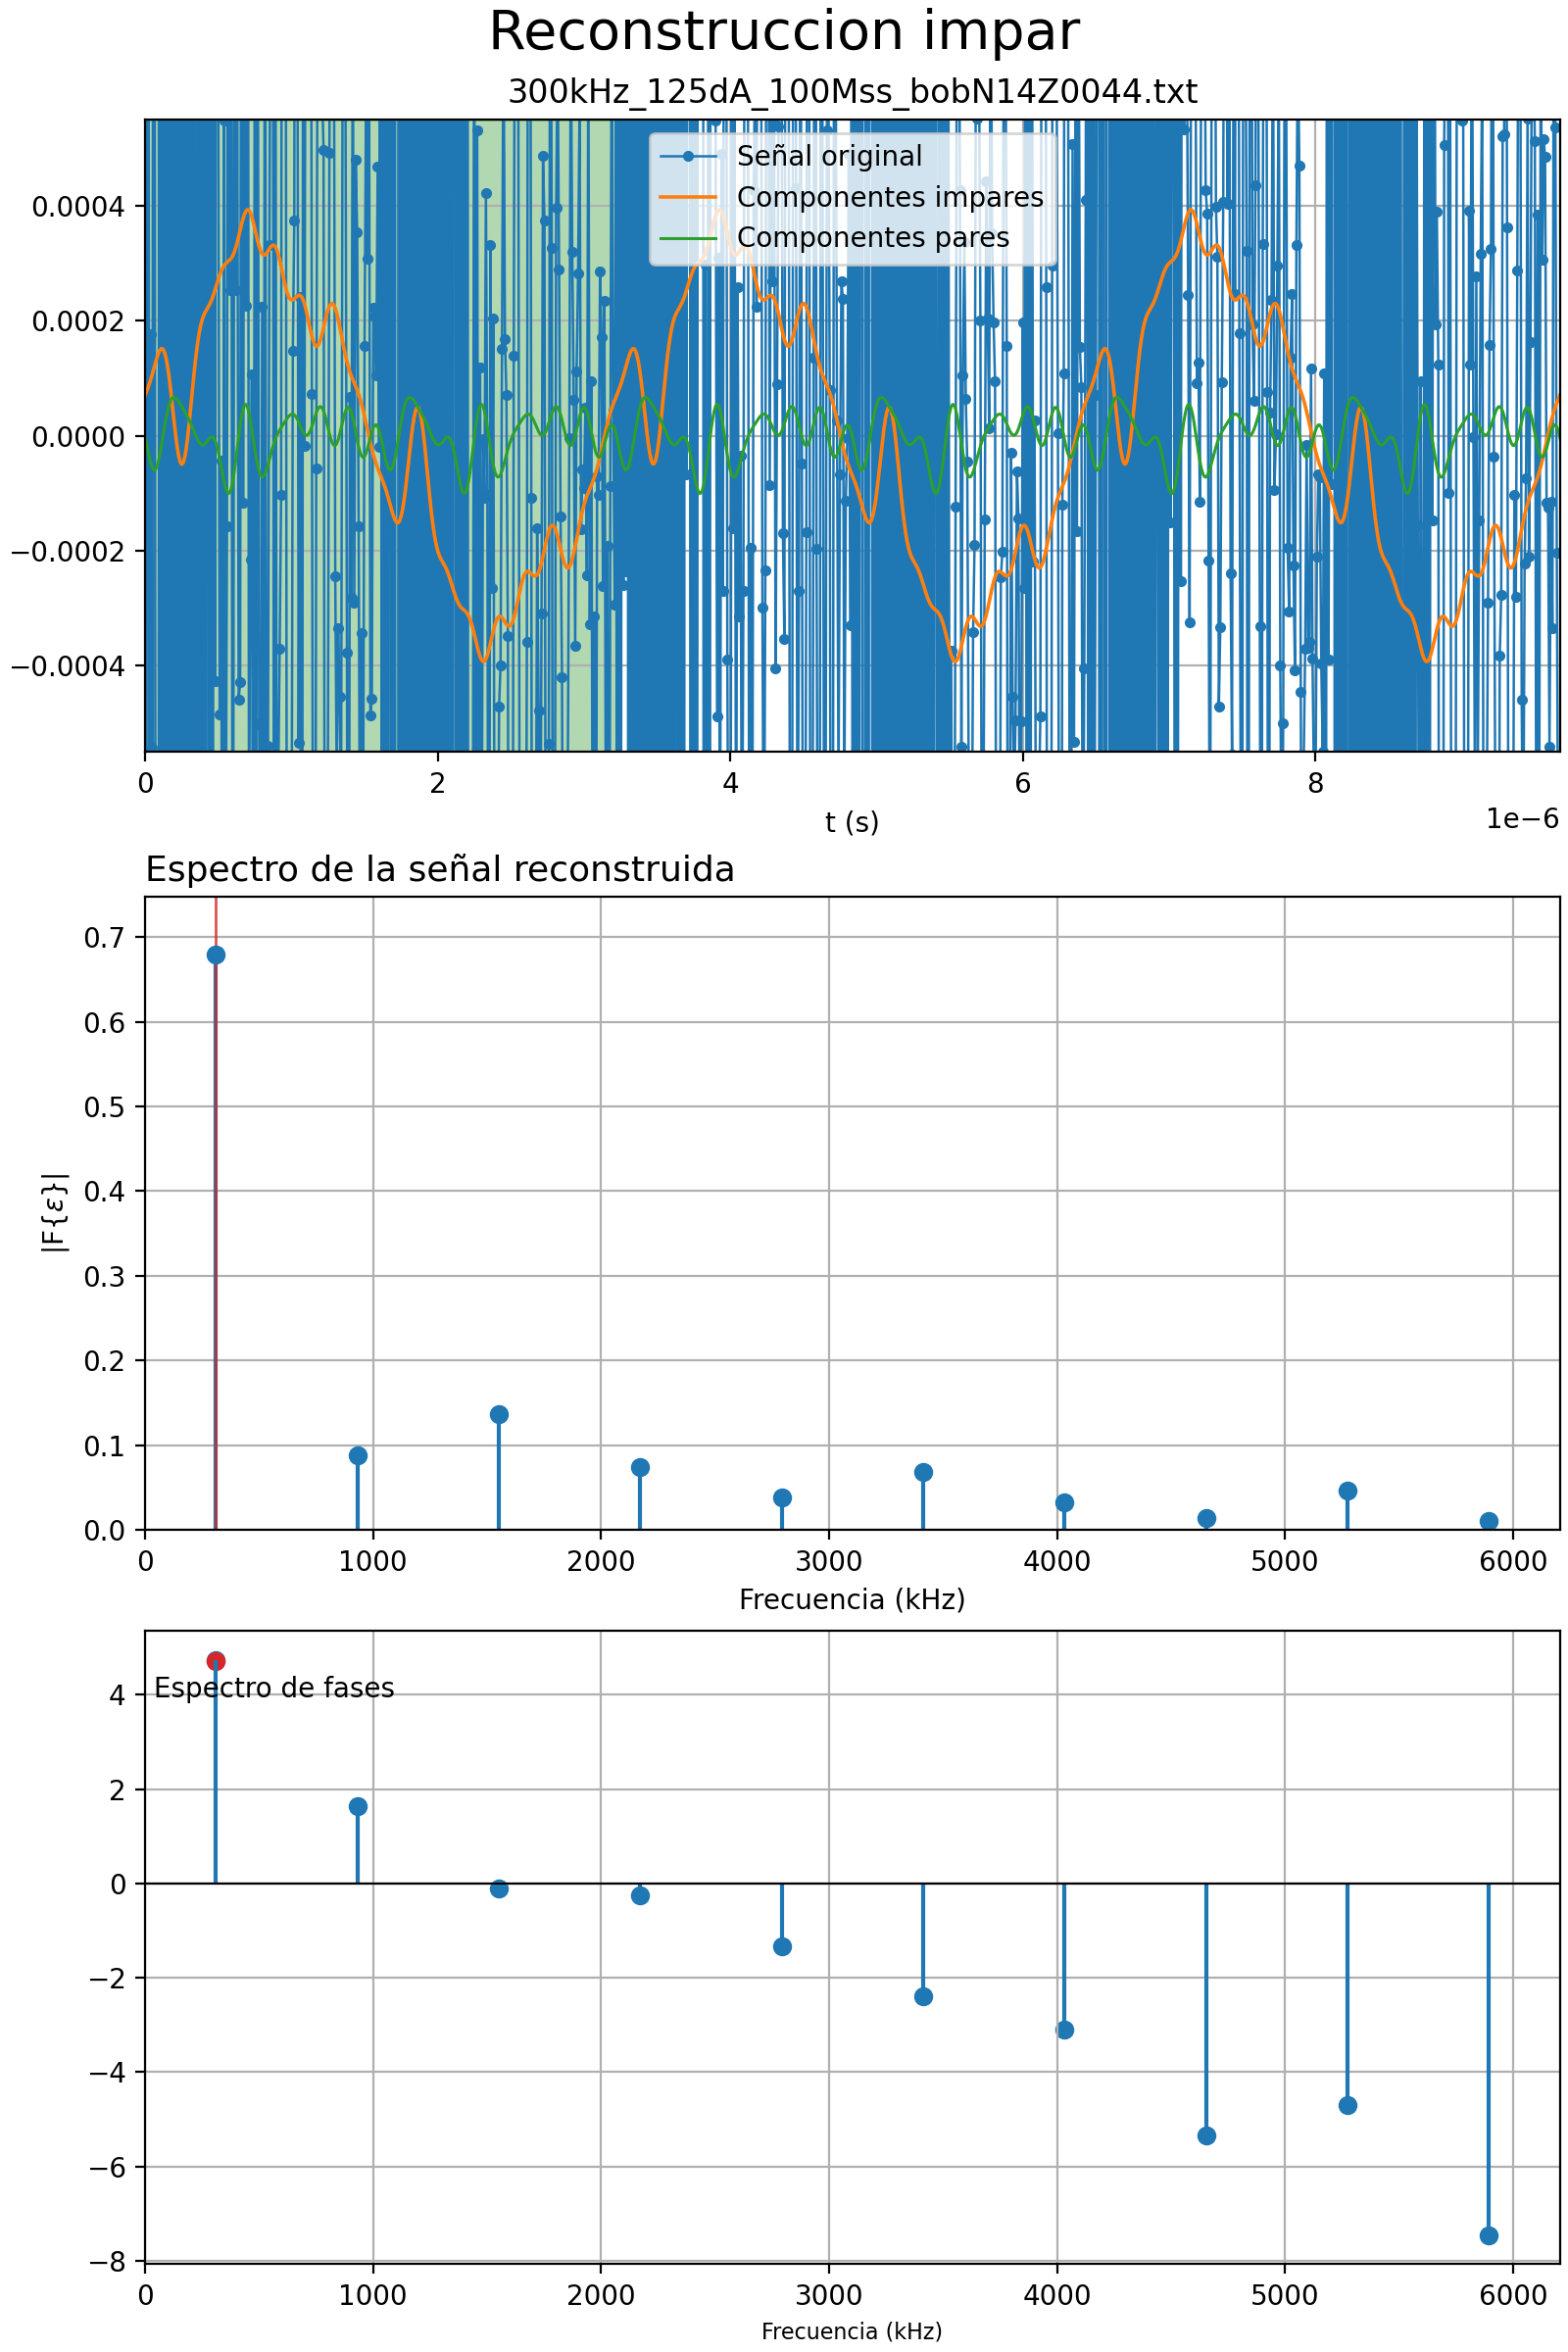 Reconstruccion impar
300kHz_125dA_100Mss_bobN14Z0044.txt
Señal original
Componentes impares
Componentes pares
0.0004
0.0002
0.0000
−0.0002
−0.0004
0 2 4 6 8
1e−6
t (s)
Espectro de la señal reconstruida
0.7
0.6
0.5
0.4
0.3
0.2
0.1
0.0
|F{ε}|
0 1000 2000 3000 4000 5000 6000
Frecuencia (kHz)
Espectro de fases
4
2
0
−2
−4
−6
−8
0 1000 2000 3000 4000 5000 6000
Frecuencia (kHz)